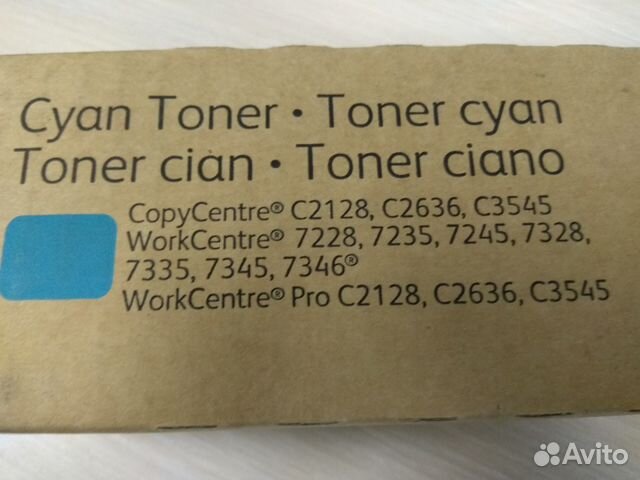 Cyan Toner • Toner cyan
Toner cian • Toner ciano
CopyCentre® C2128, C2636, C3545
WorkCentre® 7228, 7235, 7245, 7328,
7335, 7345, 7346®
WorkCentre® Pro C2128, C2636, C3545
Avito